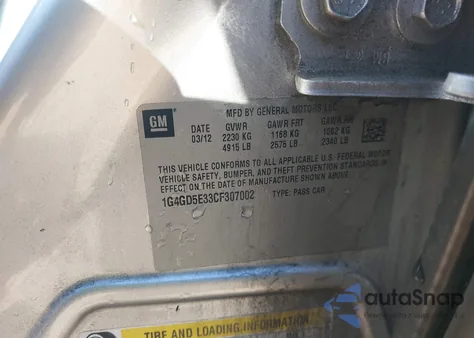 MFD BY GENERAL MOTORS LLC
GM DATE GVWR GAWR FRT GAWR RR
03/12 2230 KG 1168 KG 1062 KG
4915 LB 2575 LB 2340 LB
THIS VEHICLE CONFORMS TO ALL APPLICABLE U.S. FEDERAL MOTOR
VEHICLE SAFETY, BUMPER, AND THEFT PREVENTION STANDARDS IN
EFFECT ON THE DATE OF MANUFACTURE SHOWN ABOVE.
1G4GD5E33CF307002 TYPE: PASS CAR
autoSnap
TIRE AND LOADING INFORMATION